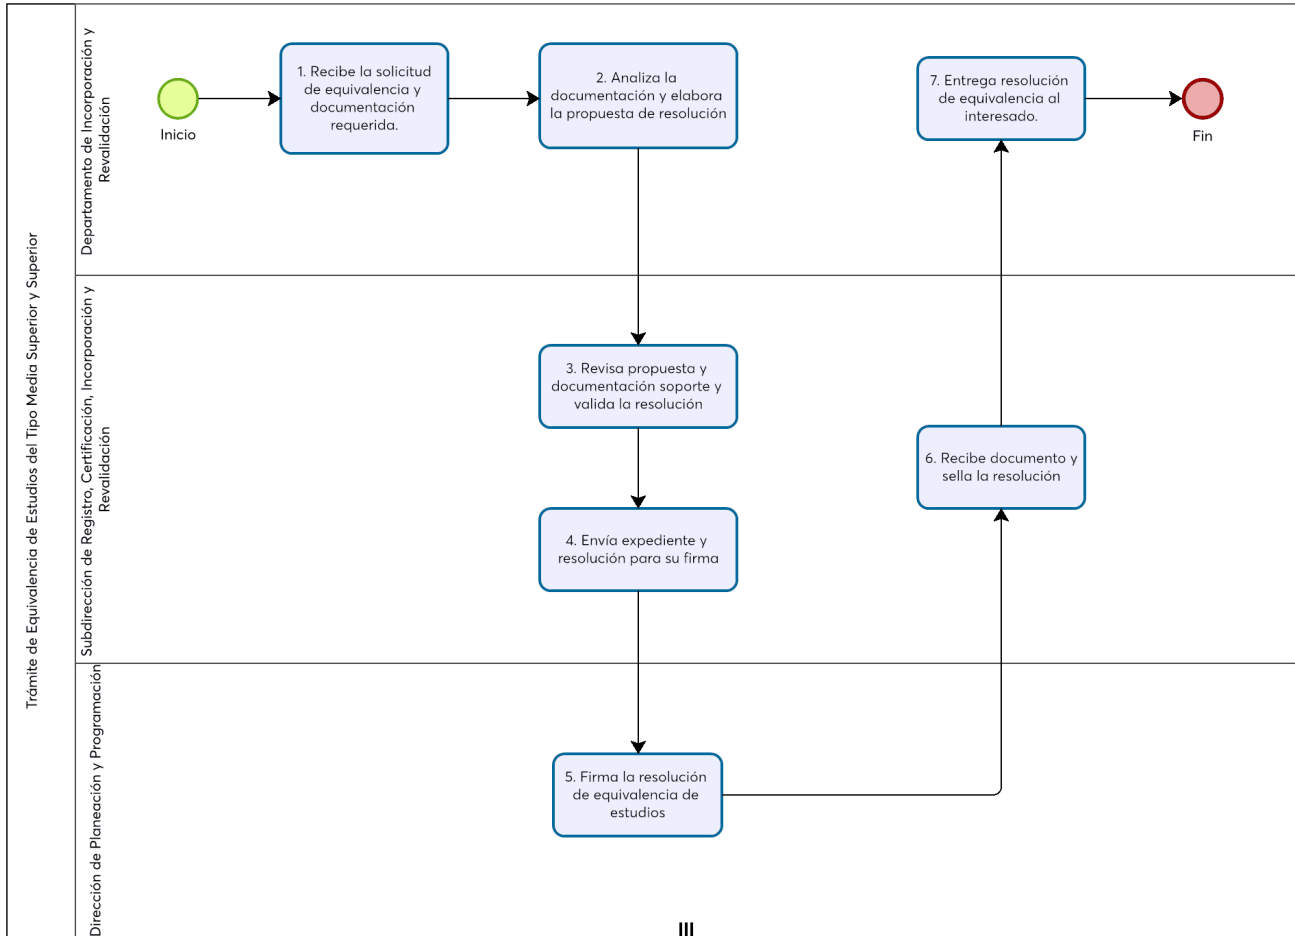 Trámite de Equivalencia de Estudios del Tipo Media Superior y Superior
Departamento de Incorporación y
Revalidación
Inicio
1. Recibe la solicitud
de equivalencia y
documentación
requerida.
2. Analiza la
documentación y elabora
la propuesta de resolución
7. Entrega resolución
de equivalencia al
interesado.
Fin
Subdirección de Registro, Certificación, Incorporación y
Revalidación
3. Revisa propuesta y
documentación soporte y
valida la resolución
4. Envía expediente y
resolución para su firma
6. Recibe documento y
sella la resolución
Dirección de Planeación y Programación
5. Firma la resolución
de equivalencia de
estudios